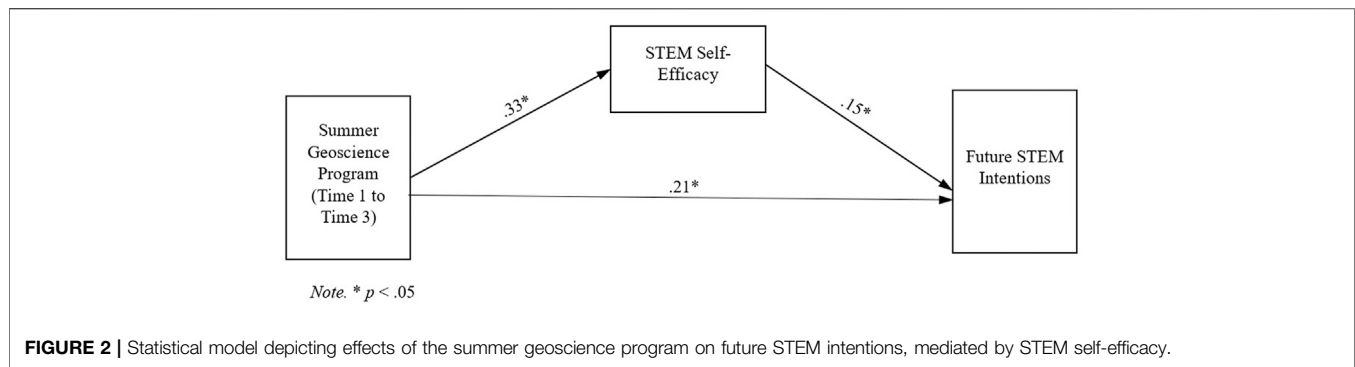 STEM Self-
Efficacy
.33*
.15*
Summer
Geoscience
Program
(Time 1 to
Time 3)
Future STEM
Intentions
.21*
Note. * p < .05
FIGURE 2 | Statistical model depicting effects of the summer geoscience program on future STEM intentions, mediated by STEM self-efficacy.